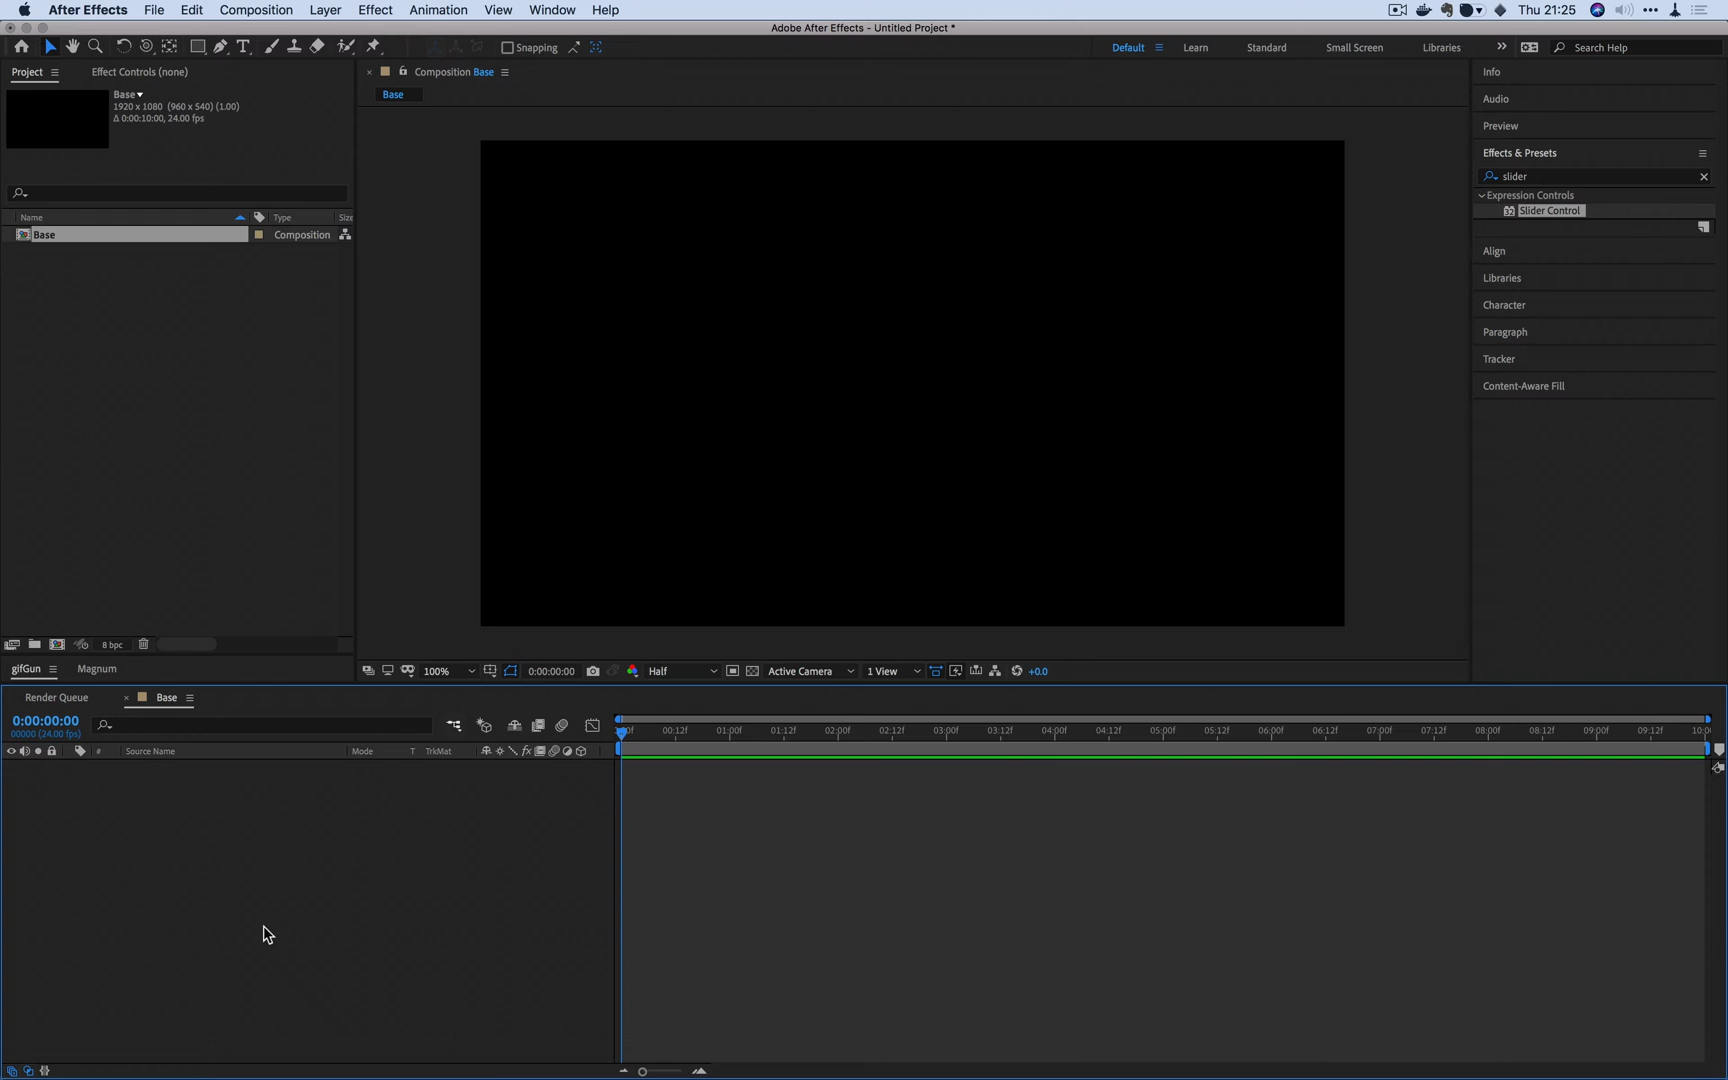 After Effects File Edit Composition Layer Effect Animation View Window Help Thu 21:25
Adobe After Effects - Untitled Project *
Snapping Default Learn Standard Small Screen Libraries Search Help
Project Effect Controls (none) Composition Base Info
Base
1920 x 1080 (960 x 540) (1.00)
Δ 0:00:10:00, 24.00 fps
Base
Audio
Preview
Effects & Presets
slider
Expression Controls
Slider Control
Align
Libraries
Character
Paragraph
Tracker
Content-Aware Fill
Name Type Size
Base Composition
8 bpc
100% 0:00:00:00 Half Active Camera 1 View +0.0
gifGun Magnum
Render Queue Base
0:00:00:00
00000 (24.00 fps)
# Source Name Mode T TrkMat fx
00f 00:12f 01:00f 01:12f 02:00f 02:12f 03:00f 03:12f 04:00f 04:12f 05:00f 05:12f 06:00f 06:12f 07:00f 07:12f 08:00f 08:12f 09:00f 09:12f 10:00